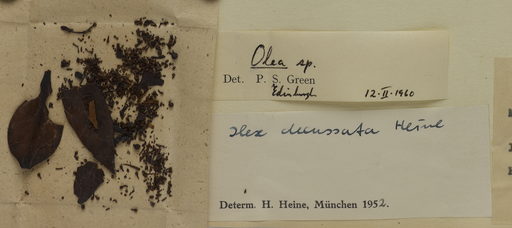 Olea sp.
Det. P. S. Green
Edinburgh 12·II·1960
Ilex decussata Heine
Determ. H. Heine, München 1952.